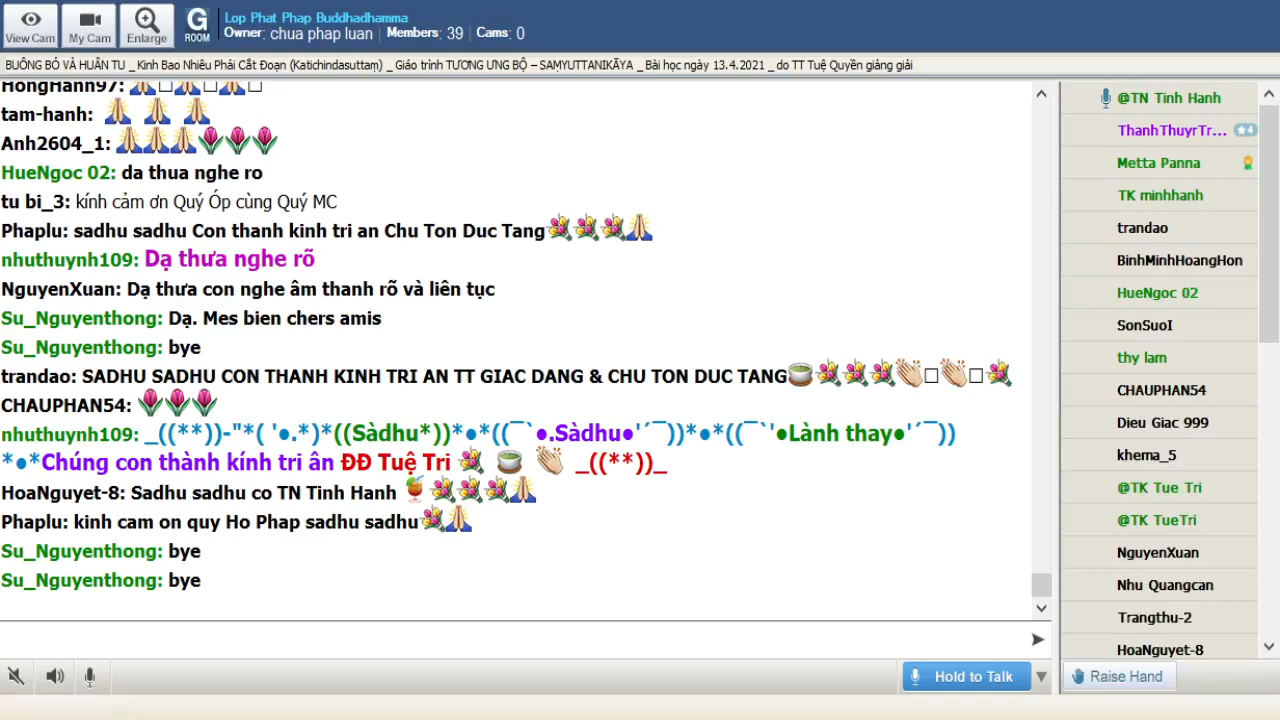 View Cam
My Cam
Enlarge
G
ROOM
Lop Phat Phap Buddhadhamma
Owner: chua phap luan | Members: 39 | Cams: 0
BUÔNG BỎ VÀ HUÂN TU _ Kinh Bao Nhiêu Phải Cắt Đoạn (Katichindasuttaṃ) _ Giáo trình TƯƠNG ƯNG BỘ – SAṂYUTTANIKĀYA _ Bài học ngày 13.4.2021 _ do TT Tuệ Quyền giảng giải
HongHanh97: 🙏□🙏□🙏□
tam-hanh: 🙏 🙏 🙏
Anh2604_1: 🙏🙏🙏🌷🌷🌷
HueNgoc 02: da thua nghe ro
tu bi_3: kính cảm ơn Quý Óp cùng Quý MC
Phaplu: sadhu sadhu Con thanh kinh tri an Chu Ton Duc Tang💐💐💐🙏
nhuthuynh109: Dạ thưa nghe rõ
NguyenXuan: Dạ thưa con nghe âm thanh rõ và liên tục
Su_Nguyenthong: Dạ. Mes bien chers amis
Su_Nguyenthong: bye
trandao: SADHU SADHU CON THANH KINH TRI AN TT GIAC DANG & CHU TON DUC TANG🍵💐💐💐👏□👏□💐
CHAUPHAN54: 🌷🌷🌷
nhuthuynh109: _((**))-"*( '●.*)*((Sàdhu*))*●*((¯`●.Sàdhu●'´¯))*●*((¯`'●Lành thay●'´¯))
*●*Chúng con thành kính tri ân ĐĐ Tuệ Tri 💐 🍵 👏 _((**))_
HoaNguyet-8: Sadhu sadhu co TN Tinh Hanh 🍹💐💐💐🙏
Phaplu: kinh cam on quy Ho Phap sadhu sadhu💐🙏
Su_Nguyenthong: bye
Su_Nguyenthong: bye
Hold to Talk
@TN Tinh Hanh
ThanhThuyrTr... ★4
Metta Panna
TK minhhanh
trandao
BinhMinhHoangHon
HueNgoc 02
SonSuoI
thy lam
CHAUPHAN54
Dieu Giac 999
khema_5
@TK Tue Tri
@TK TueTri
NguyenXuan
Nhu Quangcan
Trangthu-2
HoaNguyet-8
Raise Hand